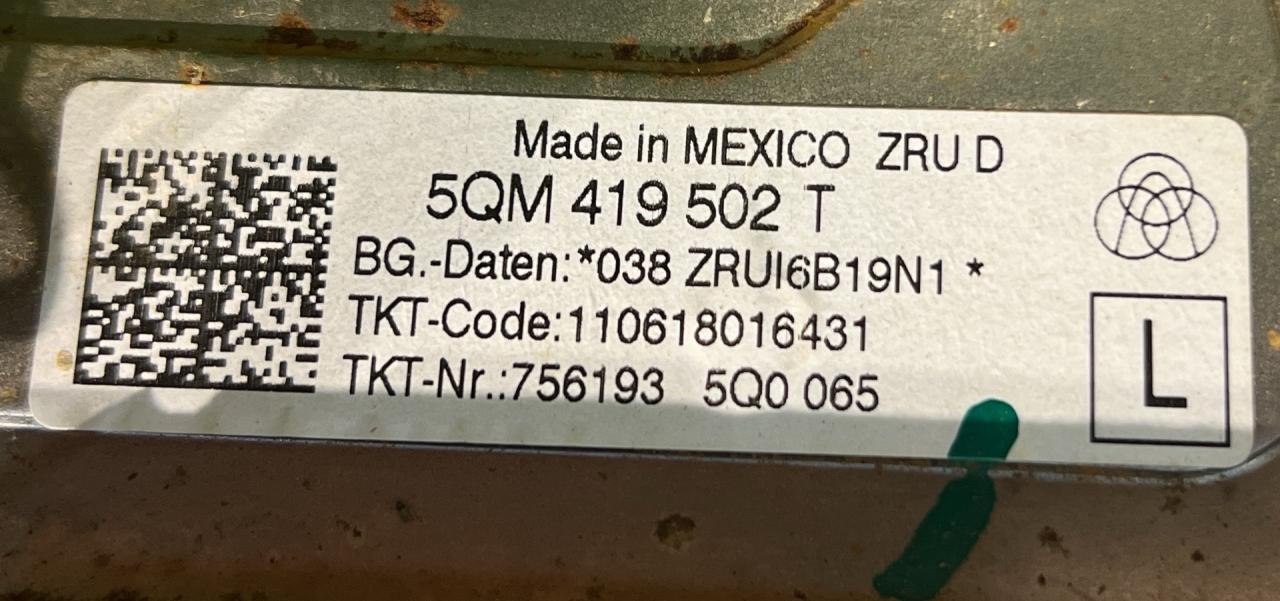 Made in MEXICO ZRU D
5QM 419 502 T
BG.-Daten:*038 ZRUI6B19N1 *
TKT-Code:110618016431
TKT-Nr.:756193 5Q0 065
L